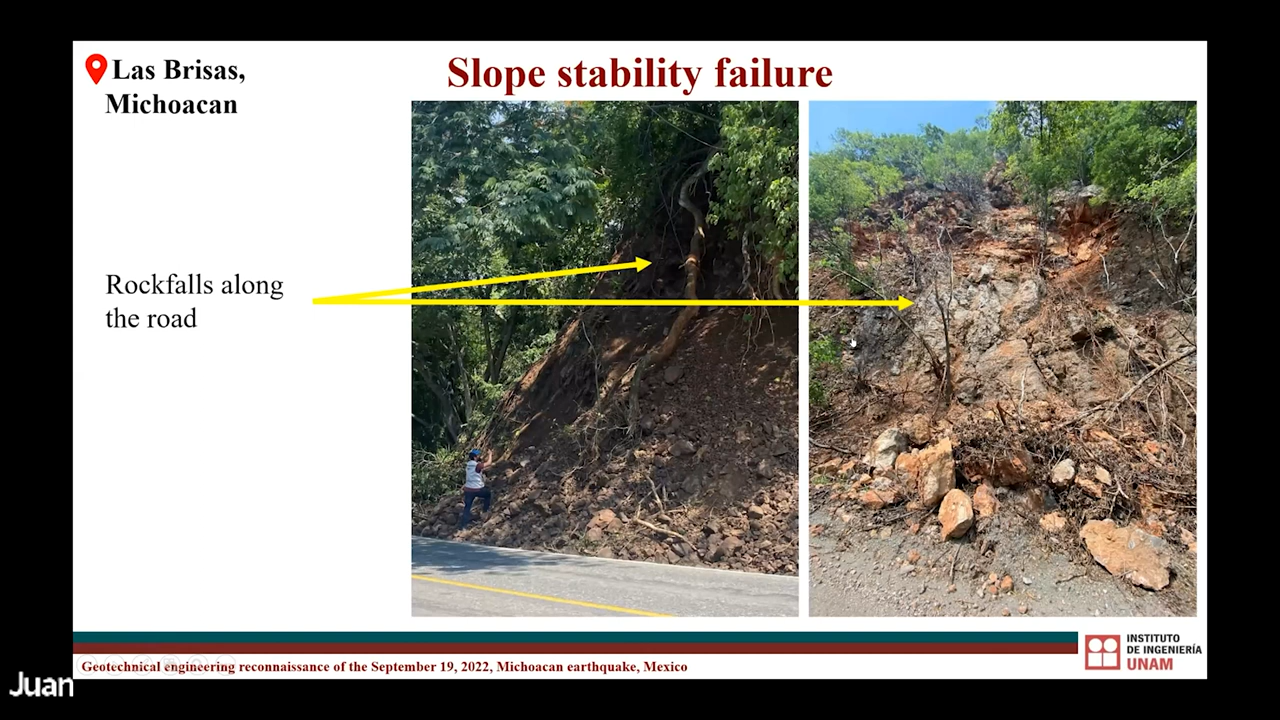 Las Brisas,
Michoacan
Slope stability failure
Rockfalls along
the road
Geotechnical engineering reconnaissance of the September 19, 2022, Michoacan earthquake, Mexico
INSTITUTO
DE INGENIERÍA
UNAM
Juan